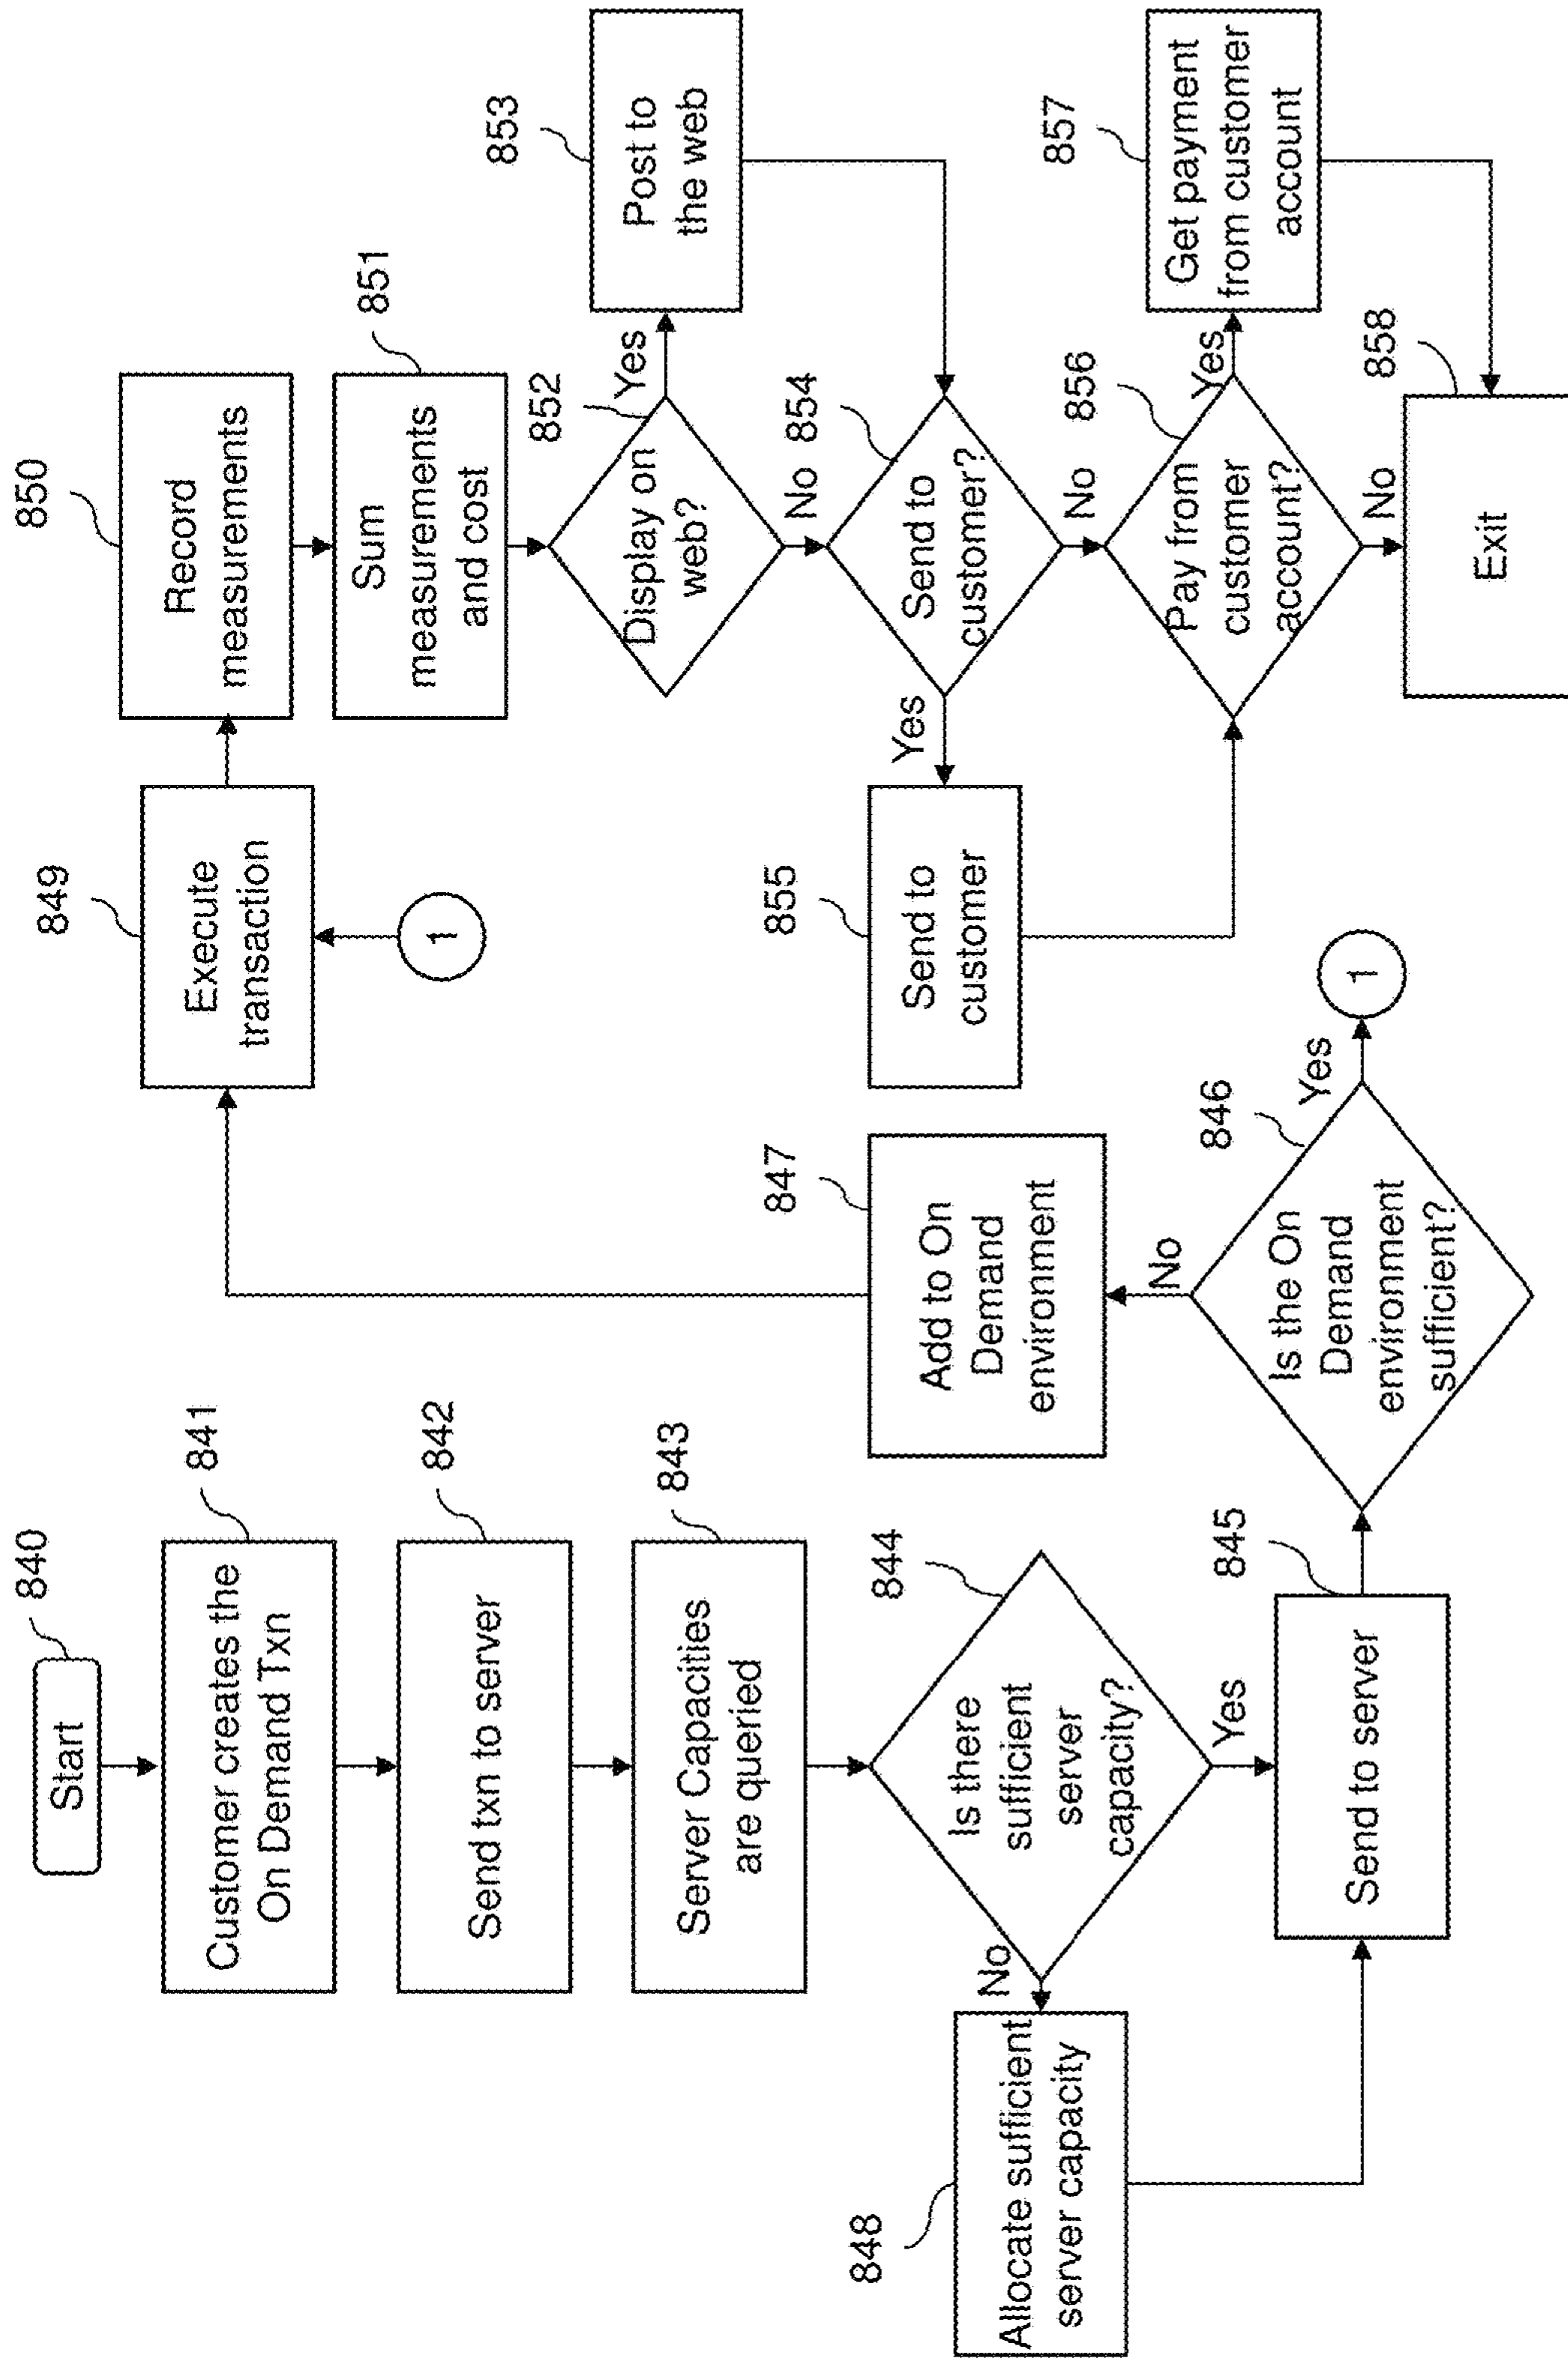 840
Start
841
Customer creates the
On Demand Txn
842
Send txn to server
843
Server Capacities
are queried
844
Is there
sufficient
server
capacity?
No
Yes
848
Allocate sufficient
server capacity
845
Send to server
846
Is the On
Demand
environment
sufficient?
No
Yes
1
847
Add to On
Demand
environment
849
Execute
transaction
1
850
Record
measurements
851
Sum
measurements
and cost
852
Display on
web?
Yes
No
853
Post to
the web
854
Send to
customer?
Yes
No
855
Send to
customer
856
Pay from
customer
account?
Yes
No
857
Get payment
from customer
account
858
Exit